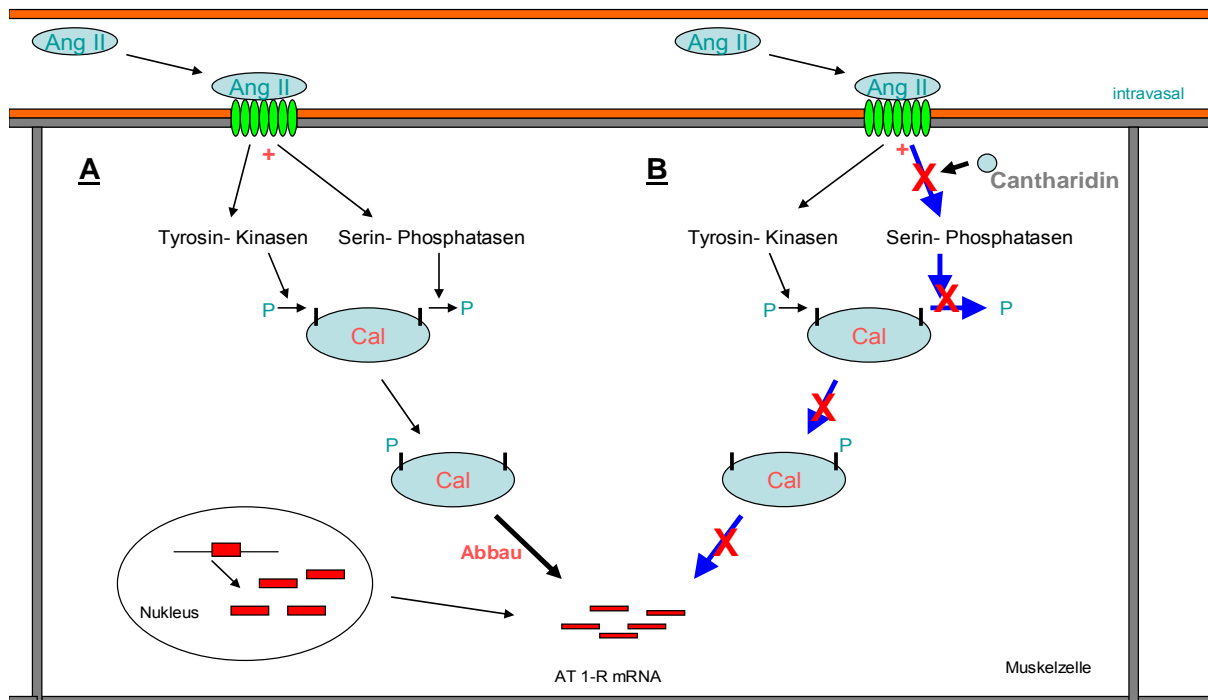 Ang II
Ang II
Ang II
Ang II
intravasal
+
+
A
B
X
Cantharidin
Tyrosin- Kinasen
Serin- Phosphatasen
Tyrosin- Kinasen
Serin- Phosphatasen
P
P
P
X
P
Cal
Cal
X
P
P
Cal
Cal
Abbau
X
Nukleus
AT 1-R mRNA
Muskelzelle